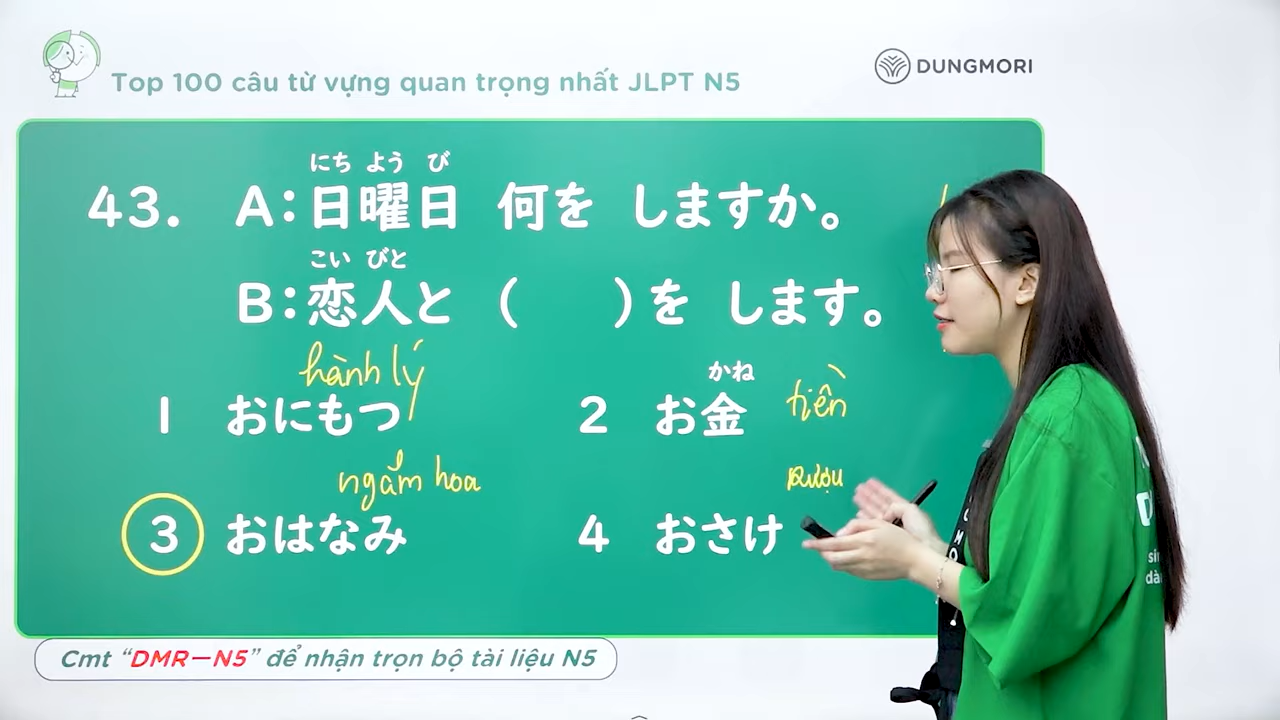 Top 100 câu từ vựng quan trọng nhất JLPT N5
DUNGMORI
にち よう び
43. A：日曜日 何を しますか。
こい びと
B：恋人と （ ）を します。
hành lý
1 おにもつ
かね
2 お金 tiền
ngắm hoa
3 おはなみ
rượu
4 おさけ
Cmt “DMR－N5” để nhận trọn bộ tài liệu N5